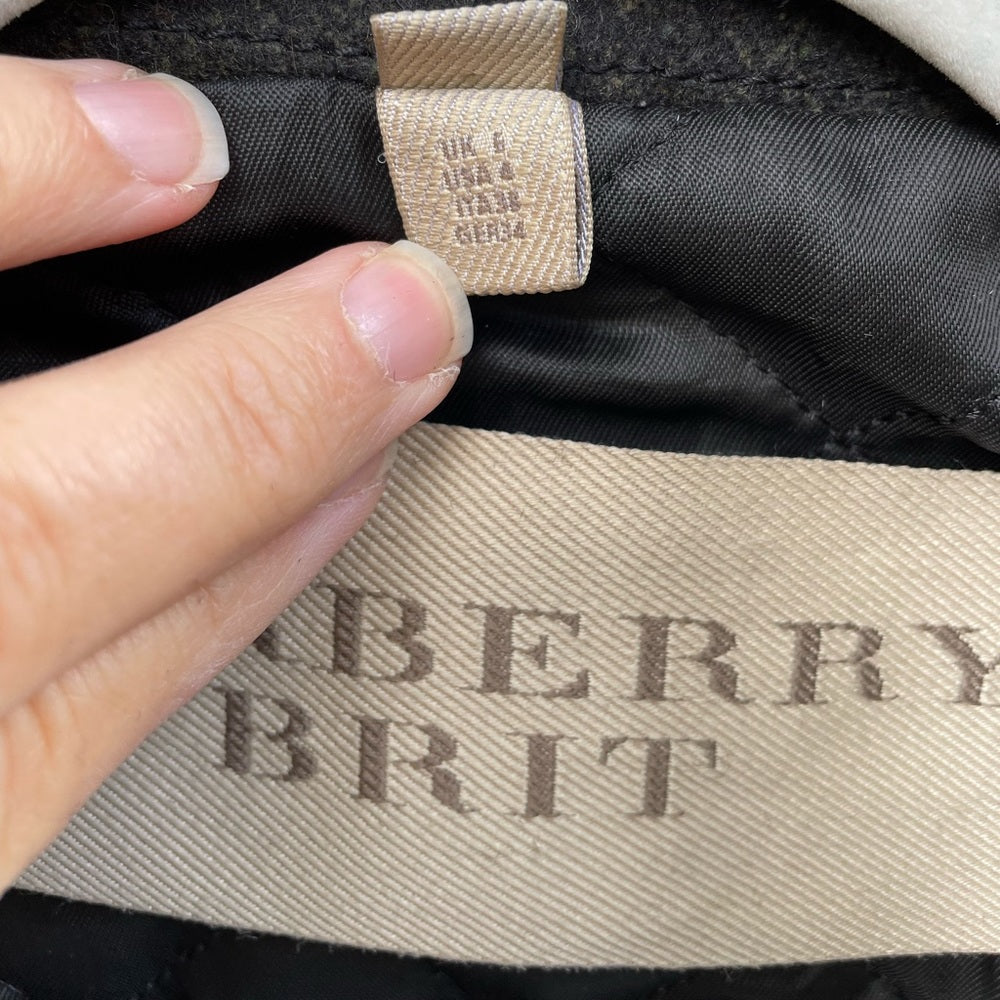 UK 6
USA 4
ITA 38
GER 34
BERRY
BRIT